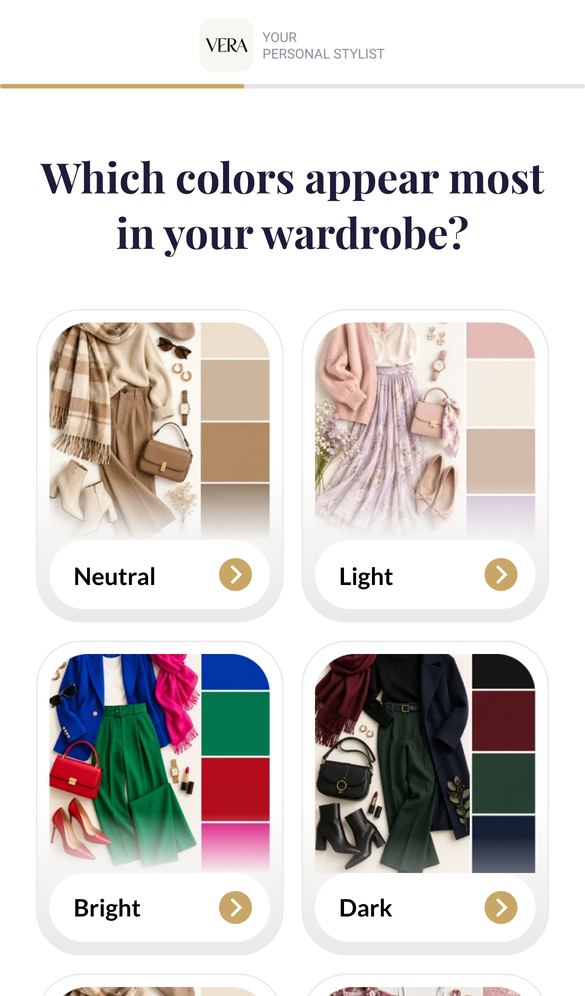 VERA
YOUR
PERSONAL STYLIST
Which colors appear most
in your wardrobe?
Neutral
Light
Bright
Dark